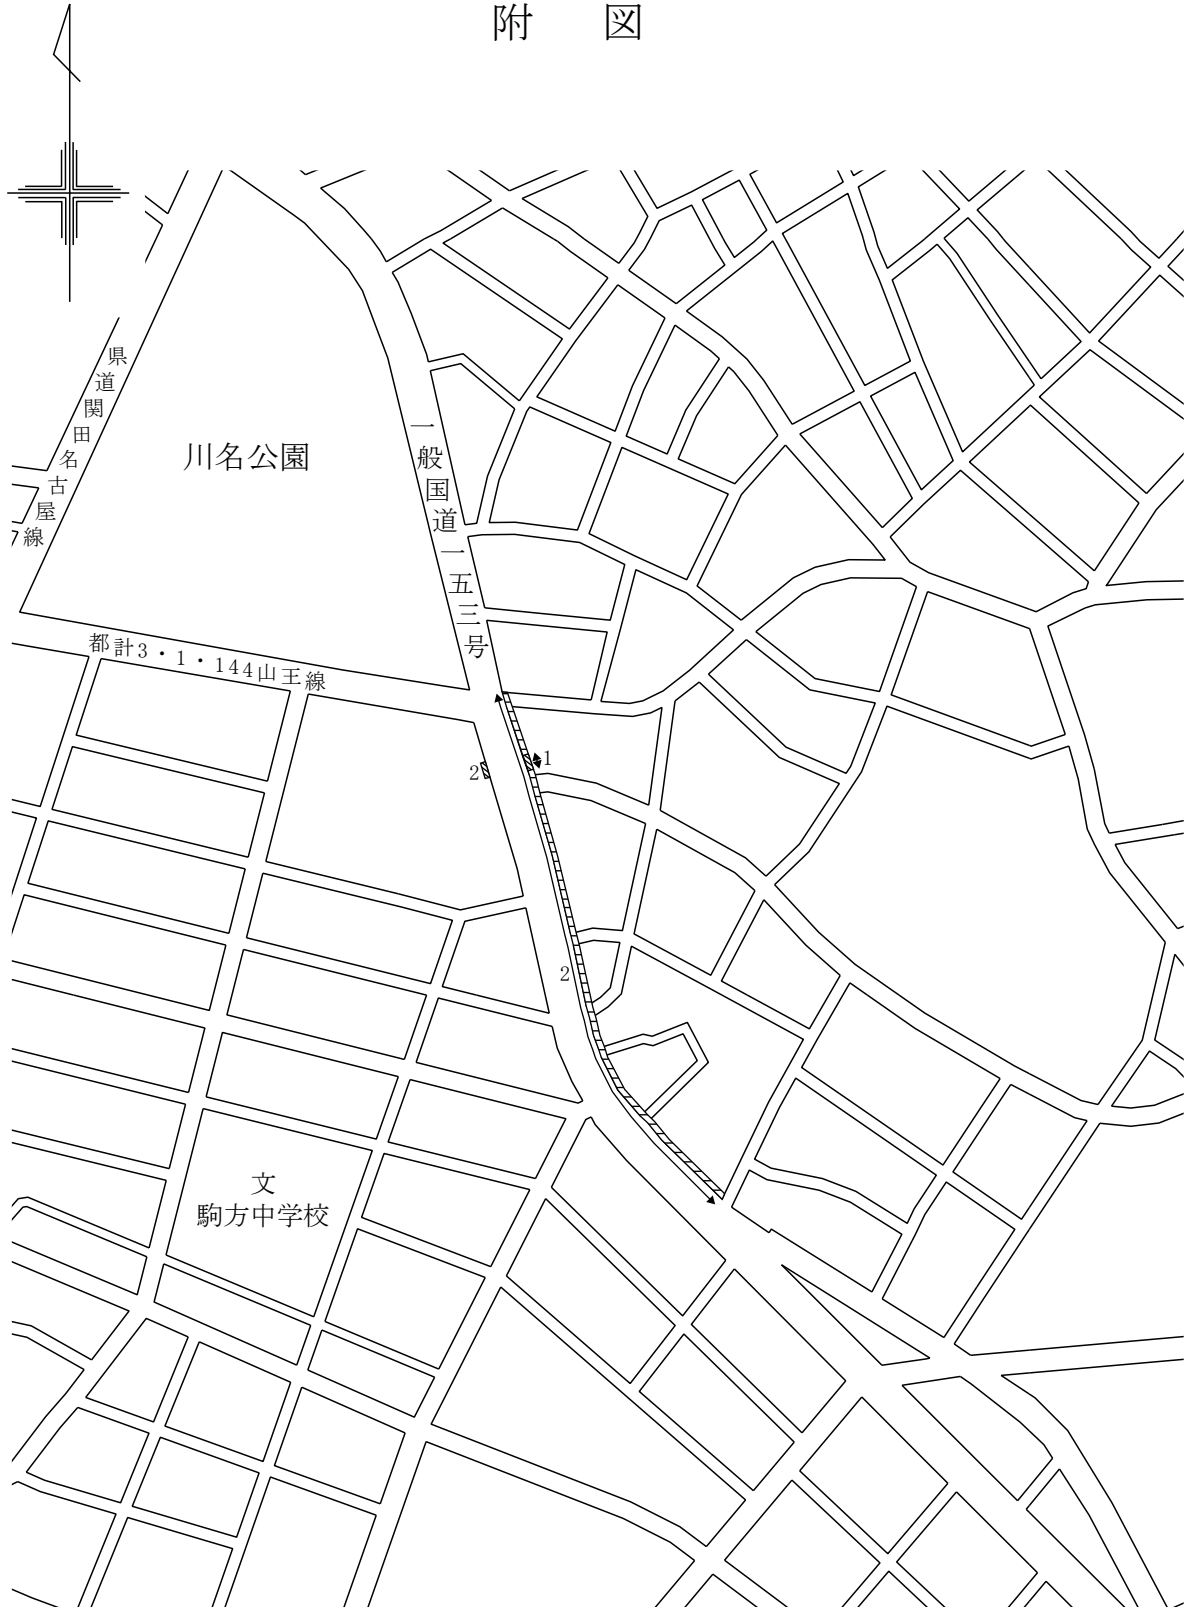 附　図
県道関田名古屋線
川名公園
一般国道一五三号
都計3・1・144山王線
1
2
2
文
駒方中学校